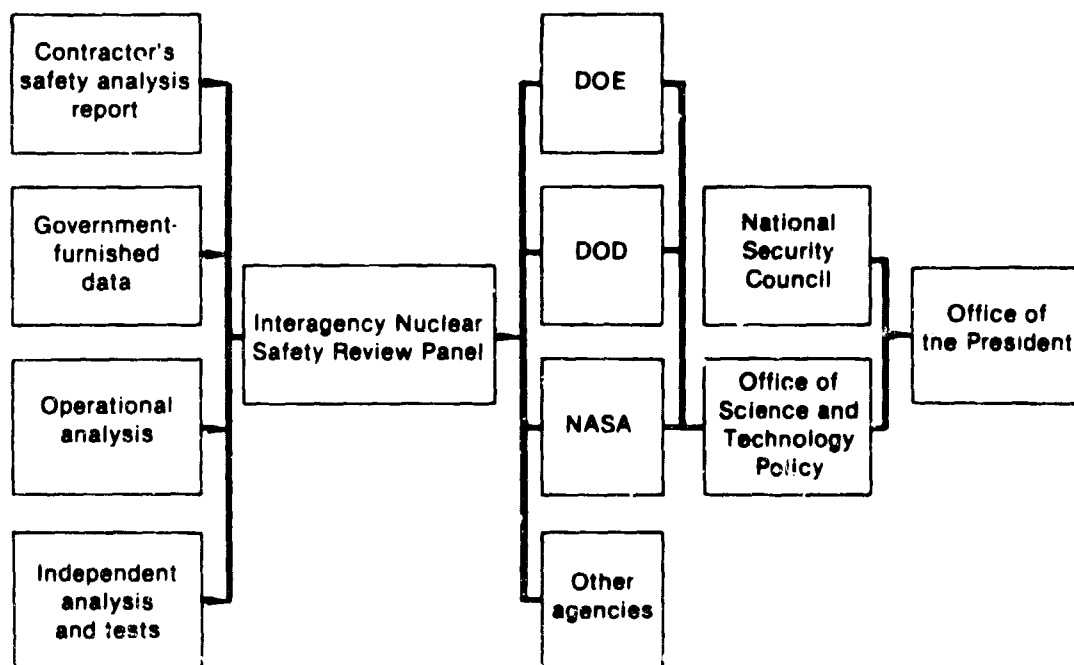 Contractor's
safety analysis
report
Government-
furnished
data
Operational
analysis
Independent
analysis
and tests
Interagency Nuclear
Safety Review Panel
DOE
DOD
NASA
Other
agencies
National
Security
Council
Office of
Science and
Technology
Policy
Office of
the President